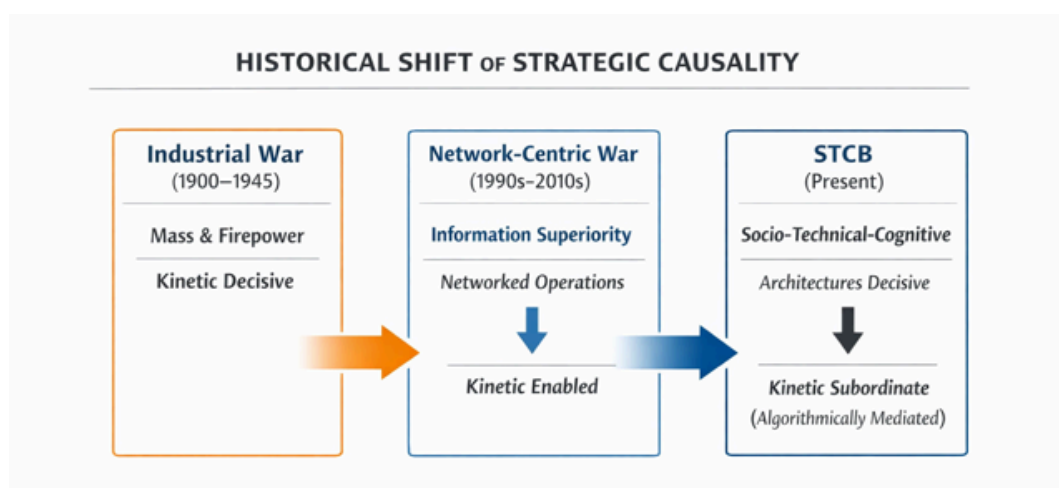 HISTORICAL SHIFT OF STRATEGIC CAUSALITY
Industrial War
(1900–1945)
Mass & Firepower
Kinetic Decisive
Network-Centric War
(1990s–2010s)
Information Superiority
Networked Operations
Kinetic Enabled
STCB
(Present)
Socio-Technical-Cognitive
Architectures Decisive
Kinetic Subordinate
(Algorithmically Mediated)